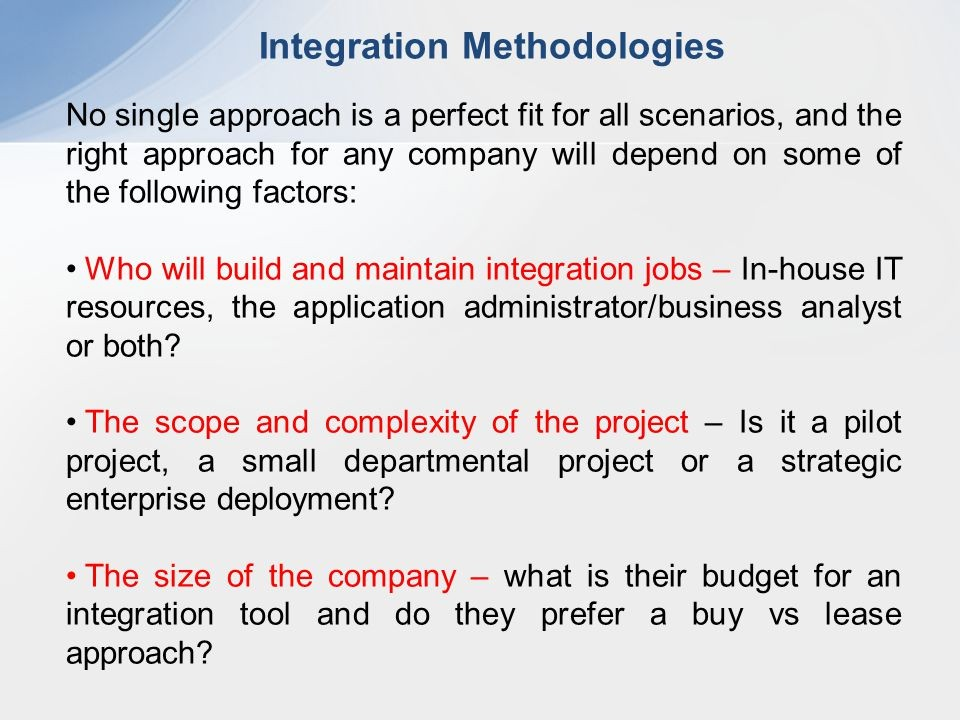 Integration Methodologies
No single approach is a perfect fit for all scenarios, and the
right approach for any company will depend on some of
the following factors:
• Who will build and maintain integration jobs – In-house IT
resources, the application administrator/business analyst
or both?
• The scope and complexity of the project – Is it a pilot
project, a small departmental project or a strategic
enterprise deployment?
• The size of the company – what is their budget for an
integration tool and do they prefer a buy vs lease
approach?